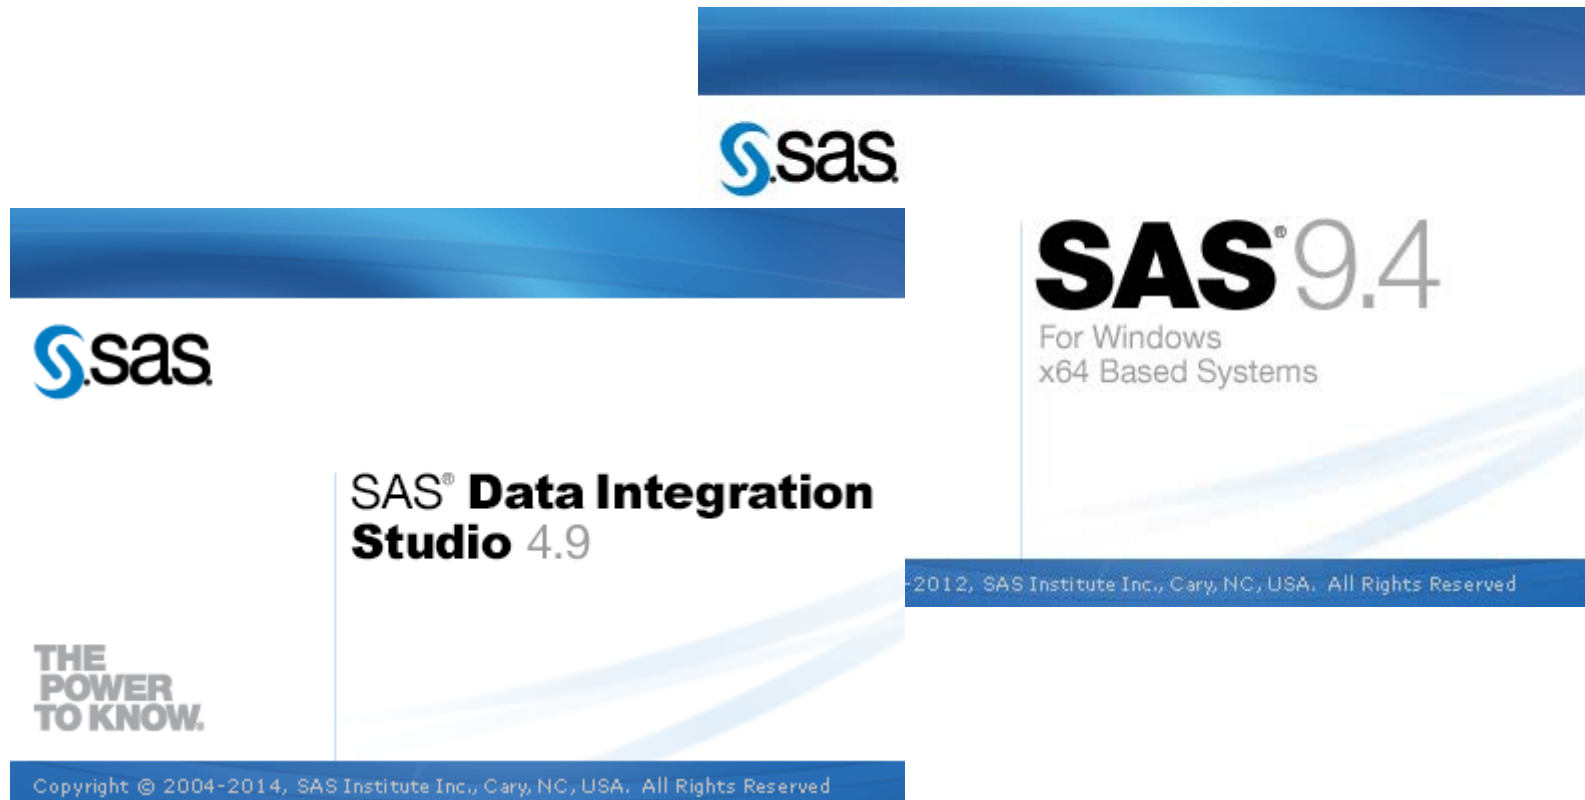 sas
SAS® 9.4
For Windows
x64 Based Systems
-2012, SAS Institute Inc., Cary, NC, USA. All Rights Reserved
sas
SAS® Data Integration
Studio 4.9
THE
POWER
TO KNOW.
Copyright © 2004-2014, SAS Institute Inc., Cary, NC, USA. All Rights Reserved